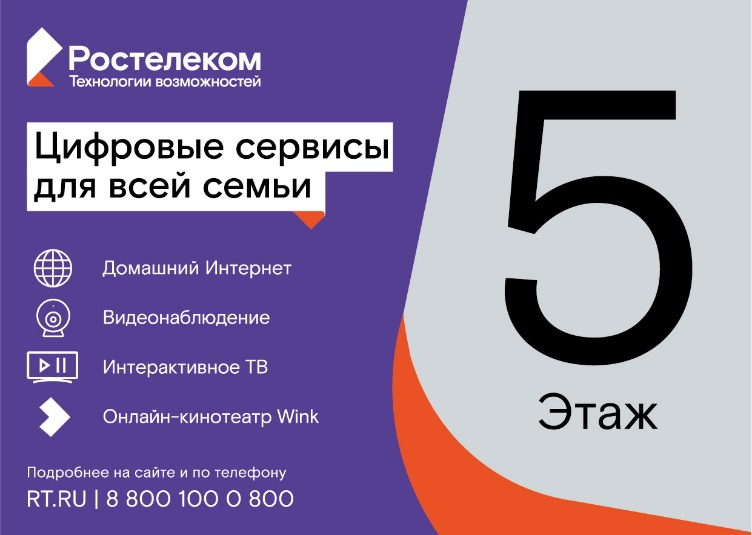 Ростелеком
Технологии возможностей
Цифровые сервисы
для всей семьи
Домашний Интернет
Видеонаблюдение
Интерактивное ТВ
Онлайн-кинотеатр Wink
Подробнее на сайте и по телефону
RT.RU | 8 800 100 0 800
5
Этаж